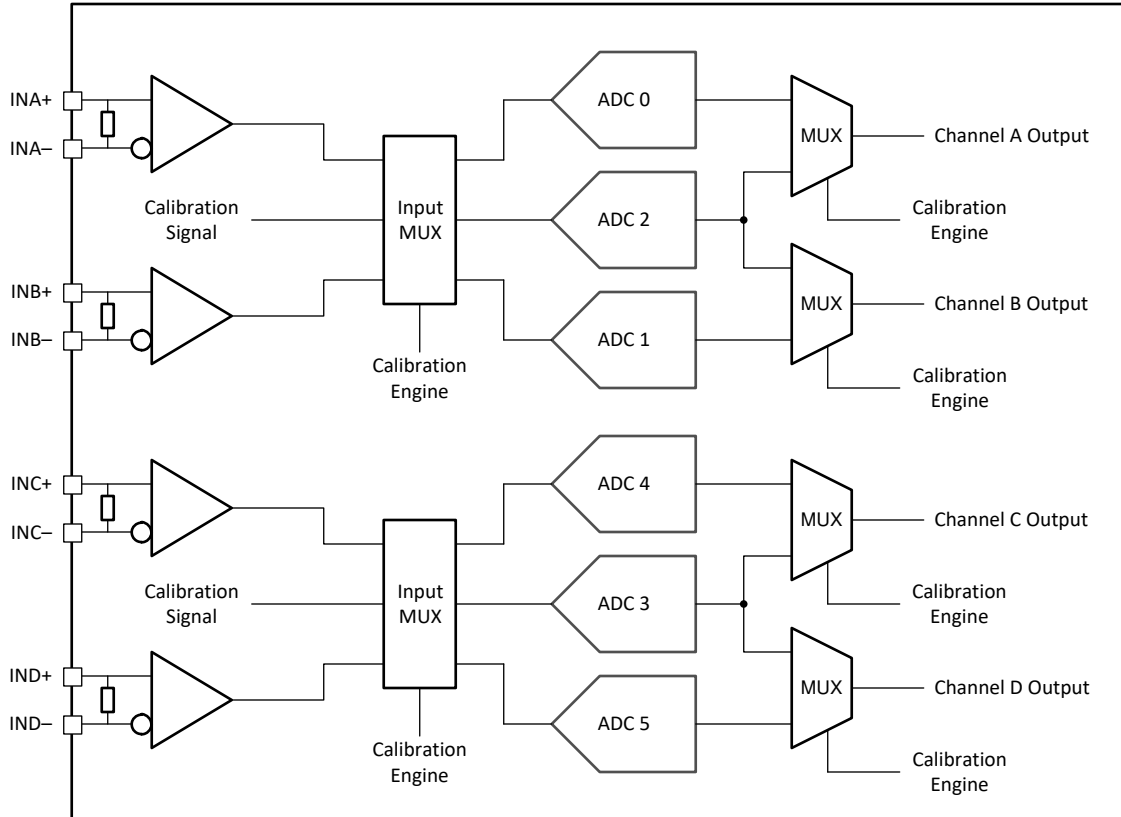 INA+
INA–
ADC 0
MUX
Channel A Output
Calibration
Signal
Input
MUX
ADC 2
Calibration
Engine
INB+
INB–
MUX
Channel B Output
ADC 1
Calibration
Engine
Calibration
Engine
INC+
INC–
ADC 4
MUX
Channel C Output
Calibration
Signal
Input
MUX
ADC 3
Calibration
Engine
IND+
IND–
MUX
Channel D Output
ADC 5
Calibration
Engine
Calibration
Engine